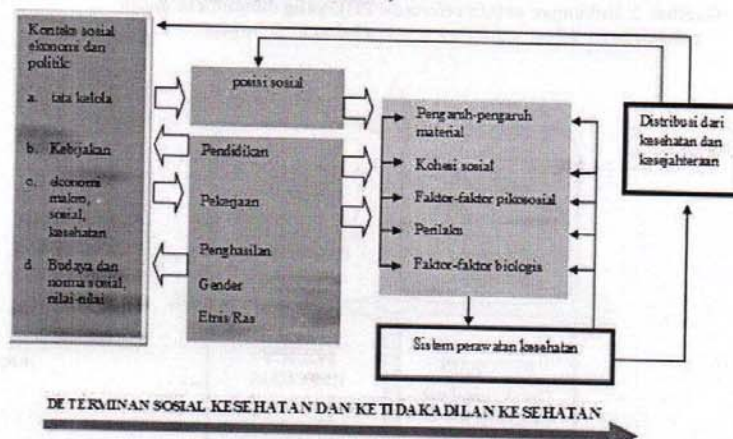 Konteks sosial
ekonomi dan
politik:
a. tata kelola
b. Kebijakan
c. ekonomi
makro,
sosial,
kesehatan
d. Budaya dan
norma sosial,
nilai-nilai
posisi sosial
Pendidikan
Pekerjaan
Penghasilan
Gender
Etnis/Ras
Pengaruh-pengaruh
material
Kohesi sosial
Faktor-faktor pikososial
Perilaku
Faktor-faktor biologis
Distribusi dari
kesehatan dan
kesejahteraan
Sistem perawatan kesehatan
DETERMINAN SOSIAL KESEHATAN DAN KETIDAKADILAN KESEHATAN